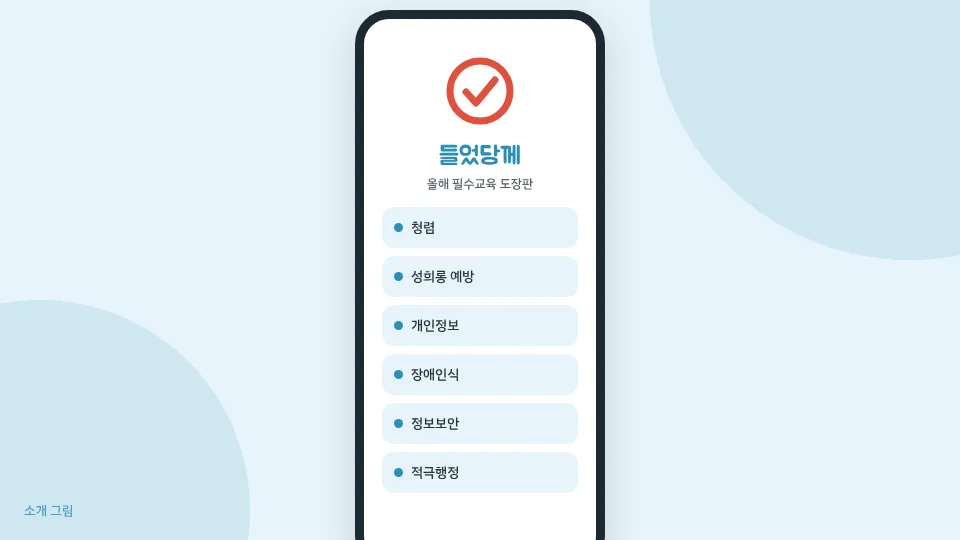 들었당께
올해 필수교육 도장판
청렴
성희롱 예방
개인정보
장애인식
정보보안
적극행정
소개 그림